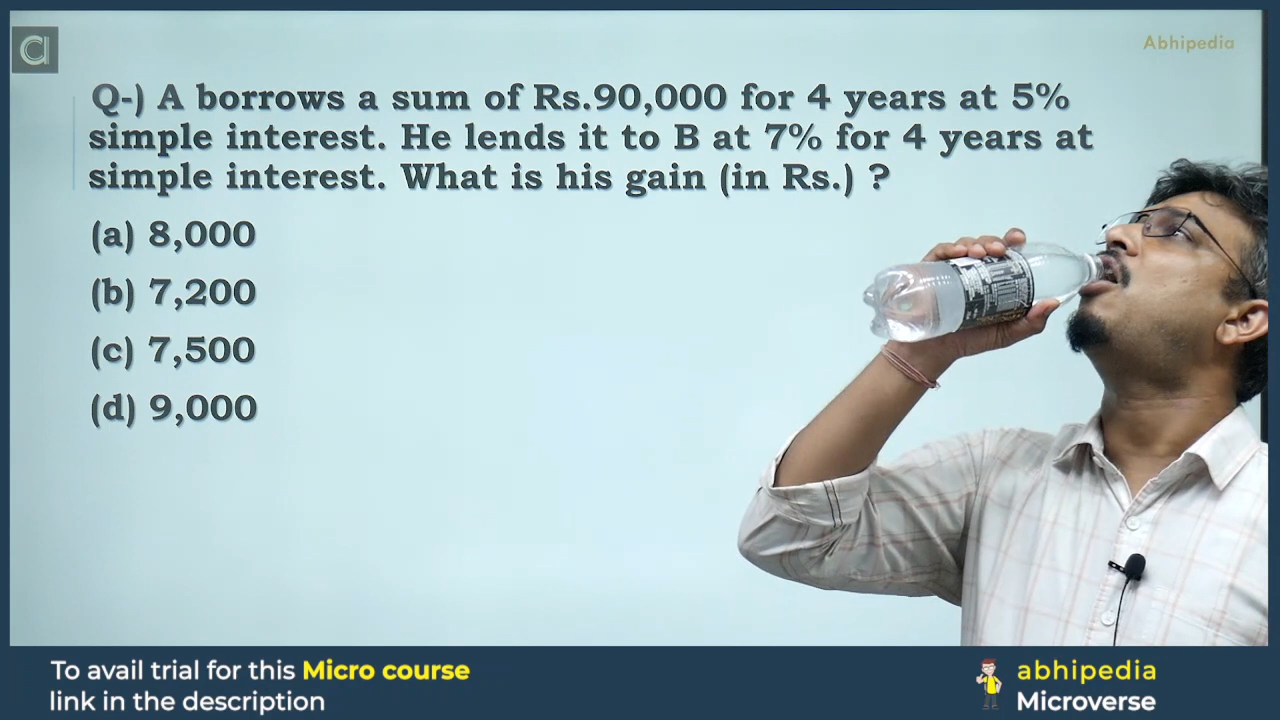 Abhipedia
Q-) A borrows a sum of Rs.90,000 for 4 years at 5%
simple interest. He lends it to B at 7% for 4 years at
simple interest. What is his gain (in Rs.) ?
(a) 8,000
(b) 7,200
(c) 7,500
(d) 9,000
To avail trial for this Micro course
link in the description
abhipedia
Microverse